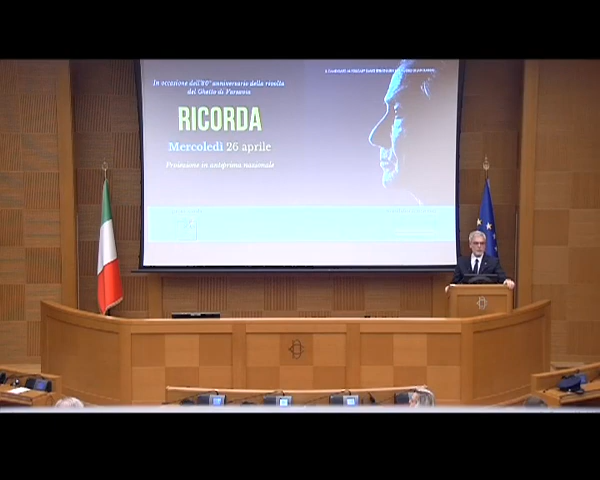 In occasione dell'80° anniversario della rivolta
del Ghetto di Varsavia
RICORDA
Mercoledì 26 aprile
Proiezione in anteprima nazionale